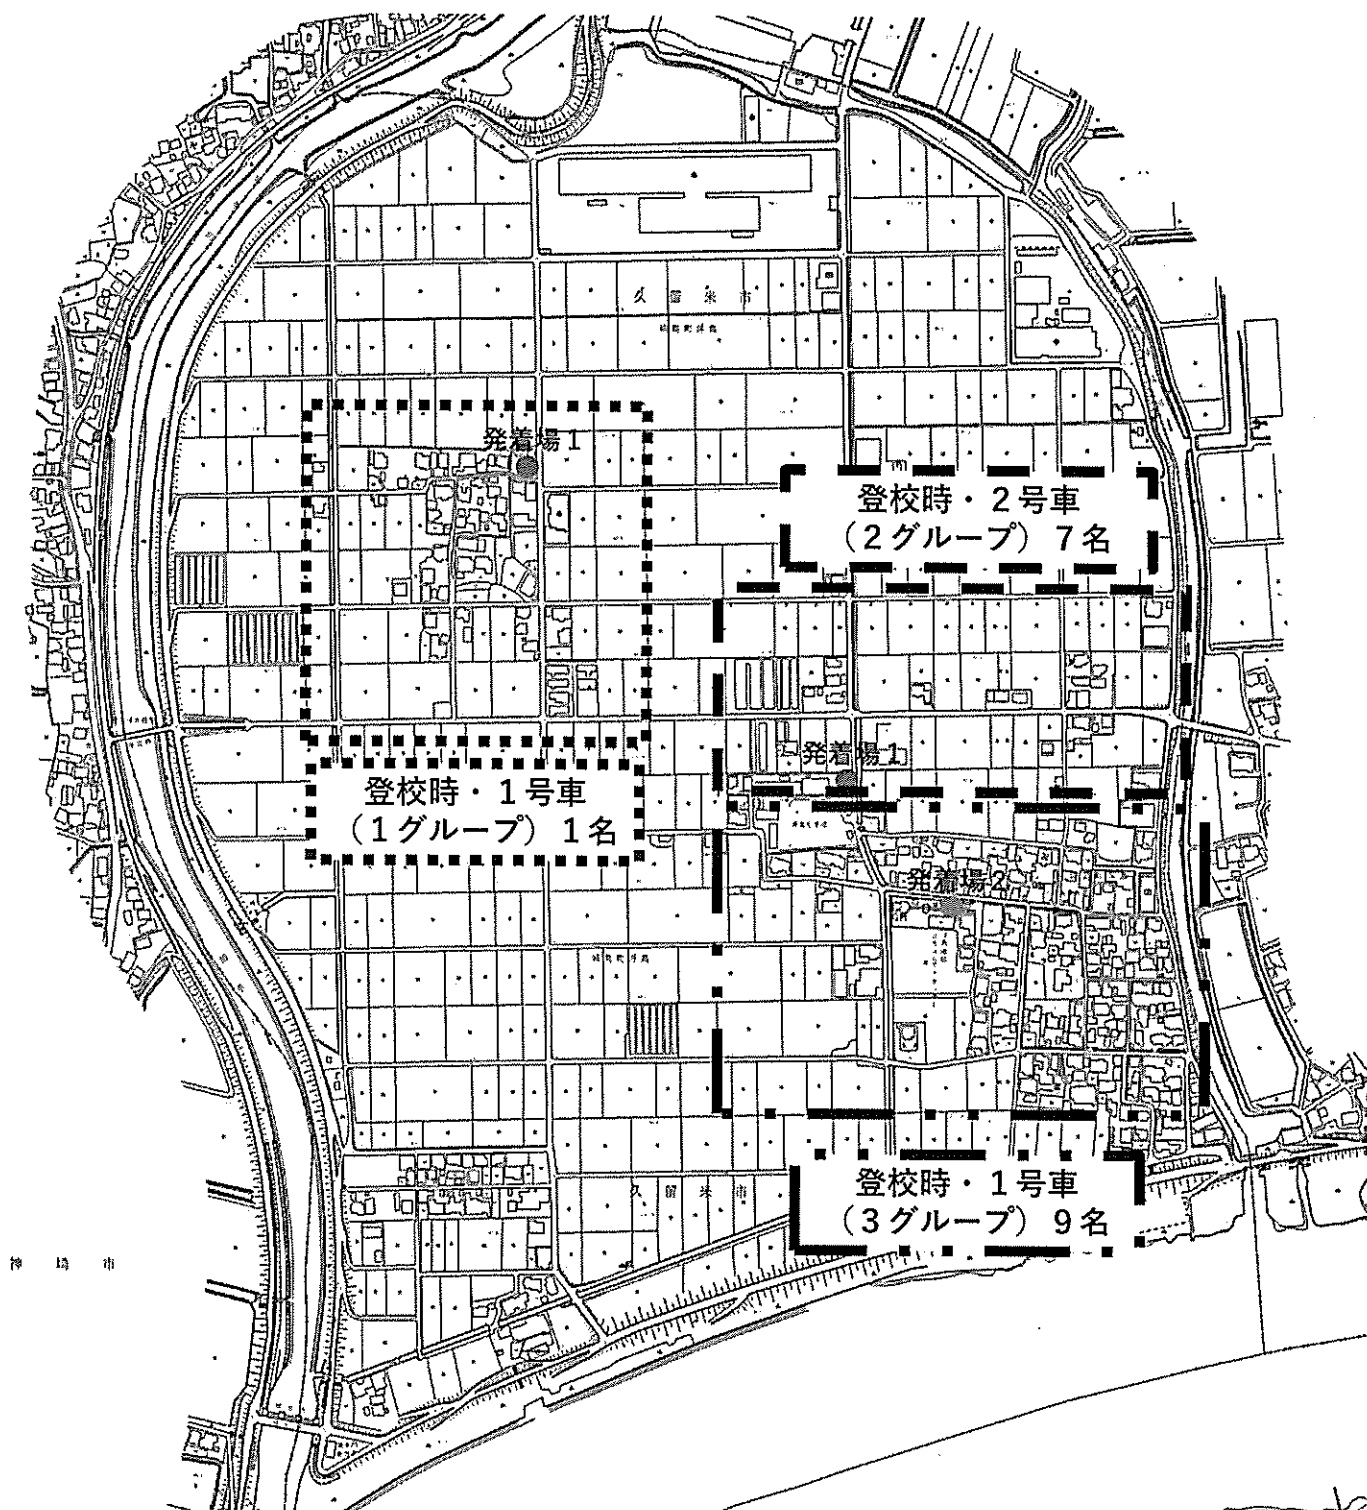 久留米市
発着場1
登校時・2号車
(2グループ) 7名
発着場1
登校時・1号車
(1グループ) 1名
発着場2
久留米市
登校時・1号車
(3グループ) 9名
神埼市